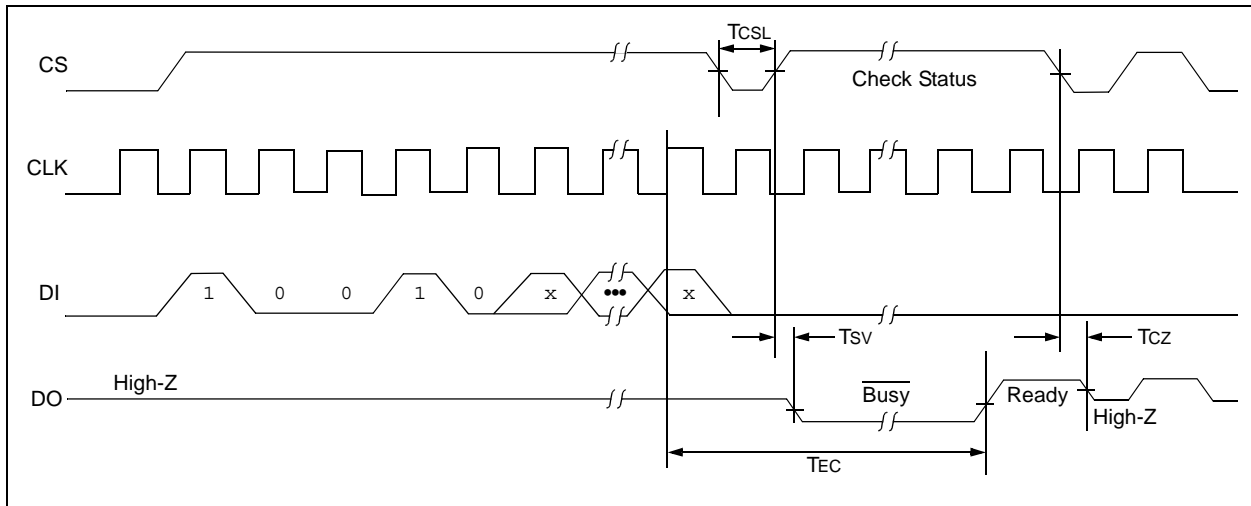 TCSL
CS
Check Status
CLK
DI
1 0 0 1 0 x ••• x
TSV
TCZ
High-Z
DO
Busy
Ready
High-Z
TEC